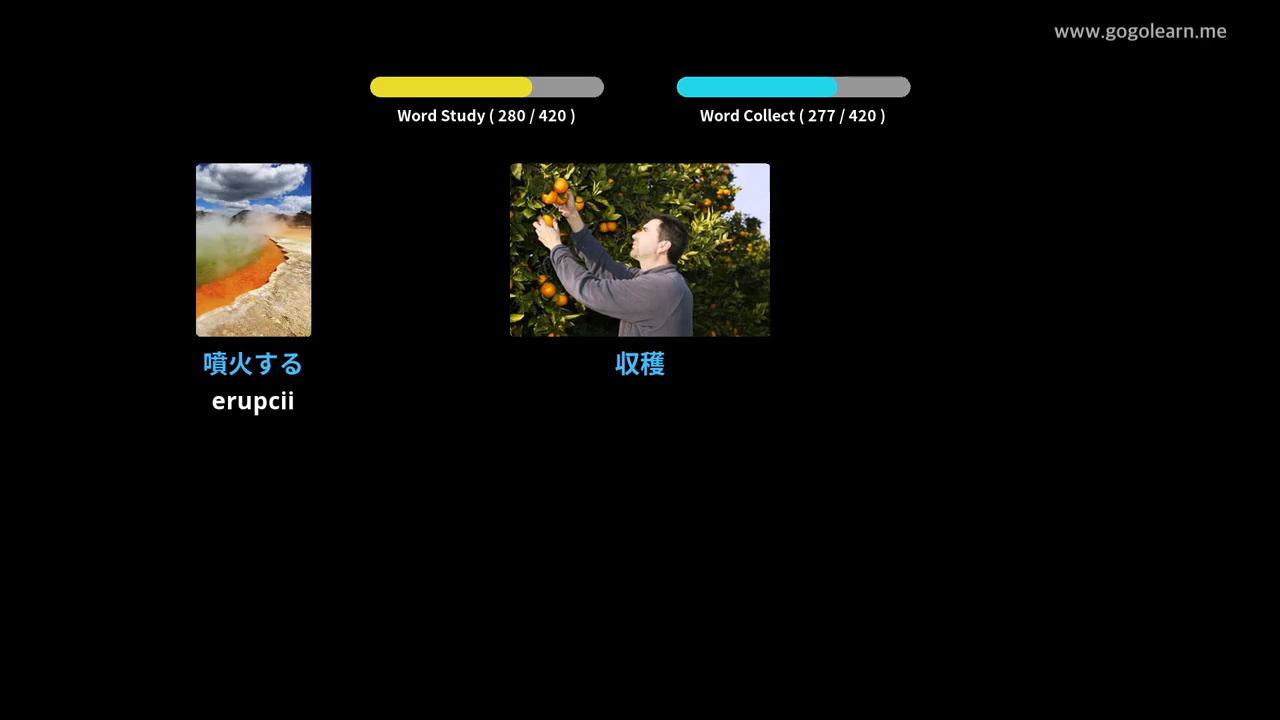 www.gogolearn.me
Word Study ( 280 / 420 )
Word Collect ( 277 / 420 )
噴火する
収穫
erupcii